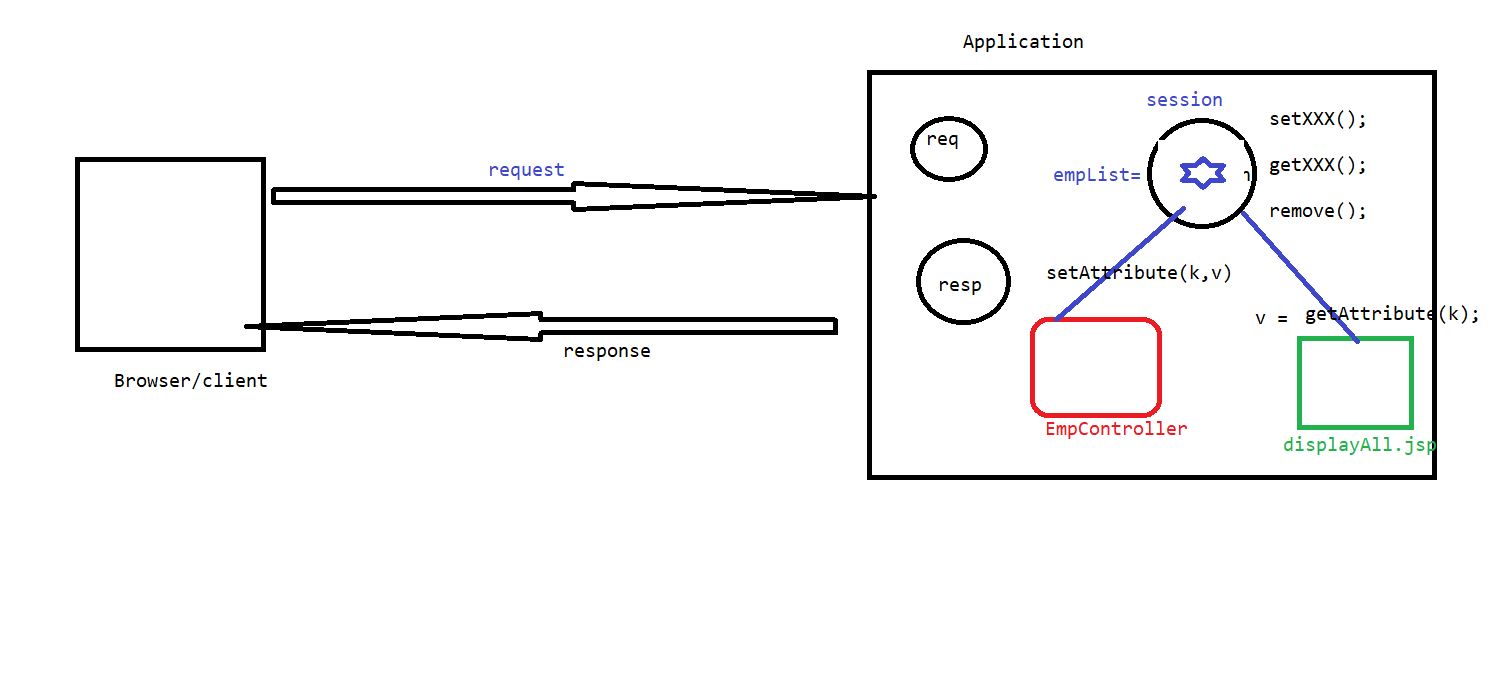 Application
session
setXXX();
req
request
empList=
getXXX();
remove();
setAttribute(k,v)
resp
v = getAttribute(k);
response
Browser/client
EmpController
displayAll.jsp